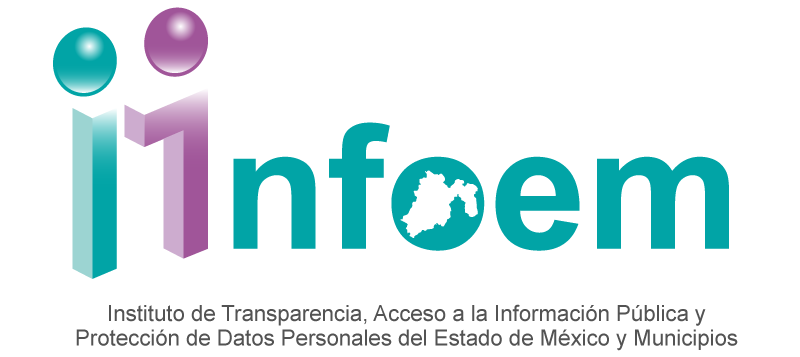 infoem
Instituto de Transparencia, Acceso a la Información Pública y
Protección de Datos Personales del Estado de México y Municipios